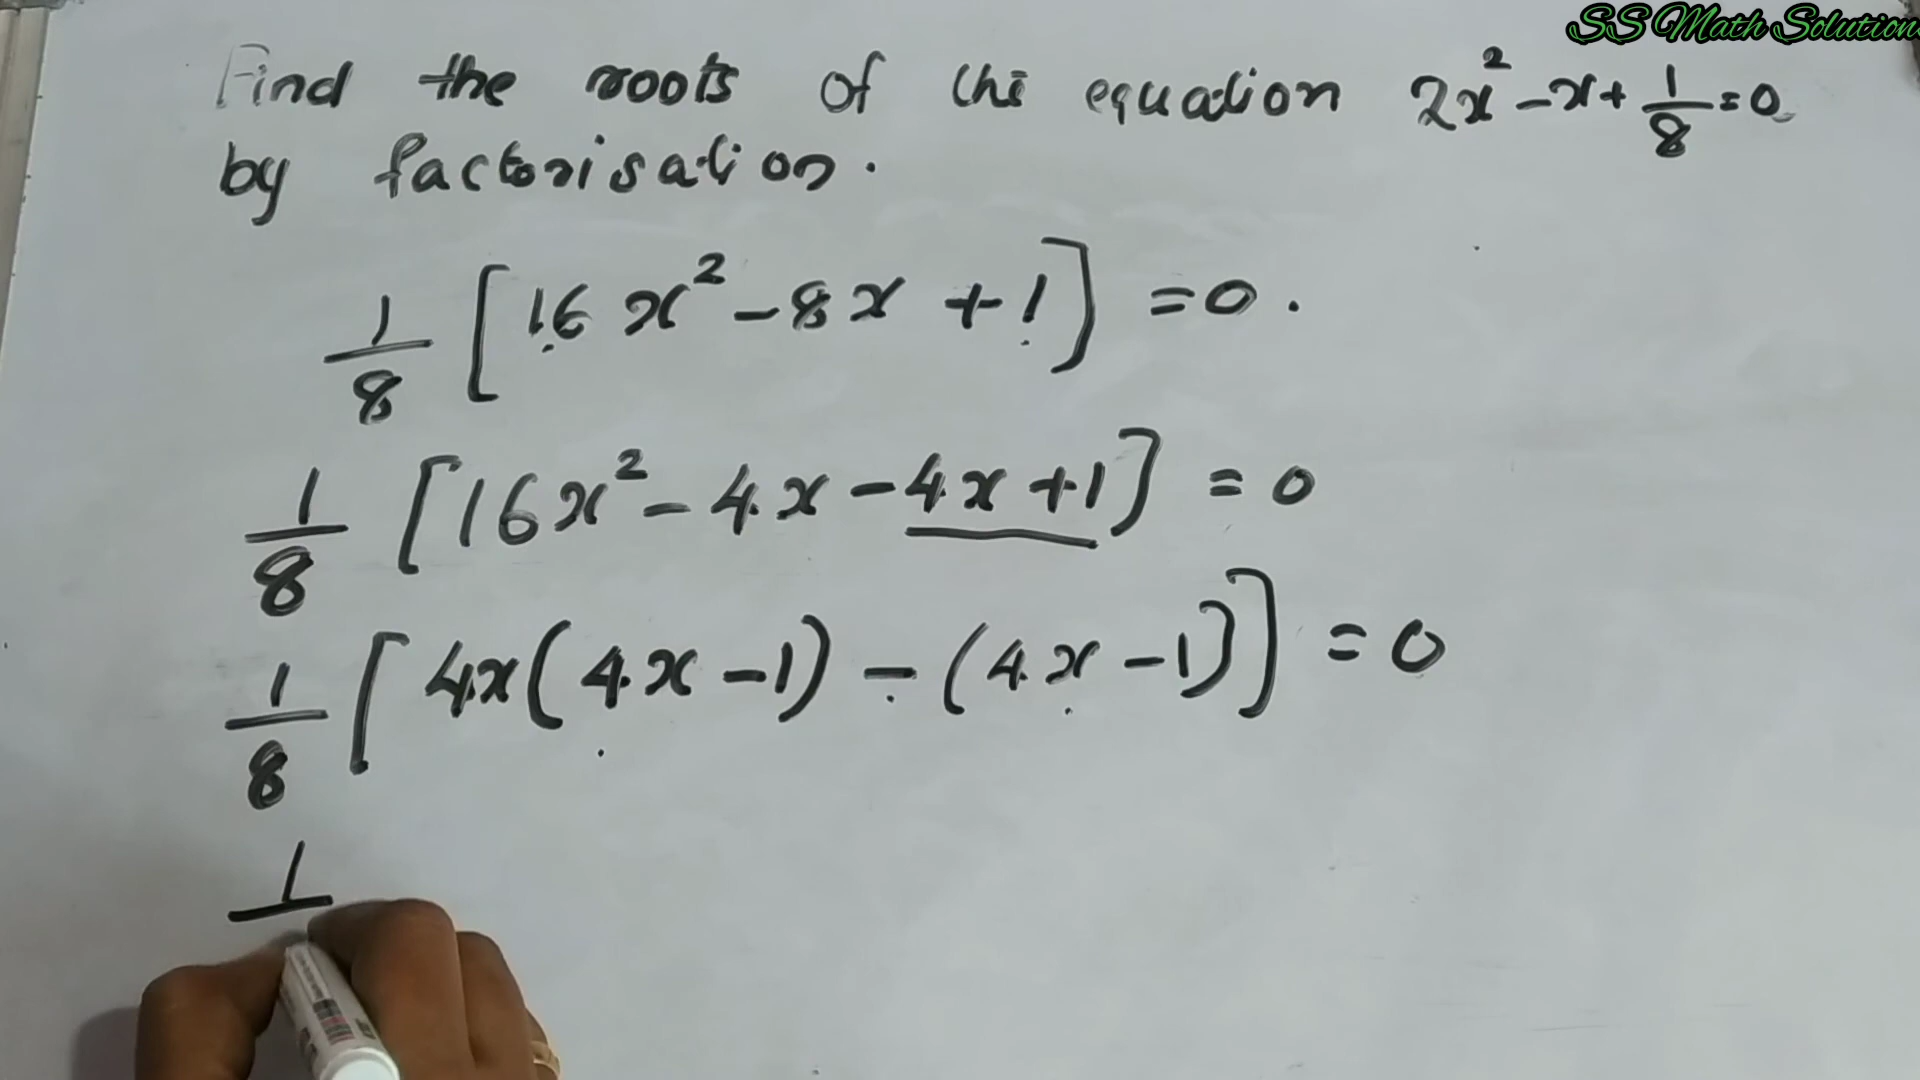 SS Math Solution
Find the roots of the equation 2x² - x + 1/8 = 0
by factorisation.
1/8 [16x² - 8x + 1] = 0.
1/8 [16x² - 4x - 4x + 1] = 0
1/8 [4x(4x - 1) - (4x - 1)] = 0
1